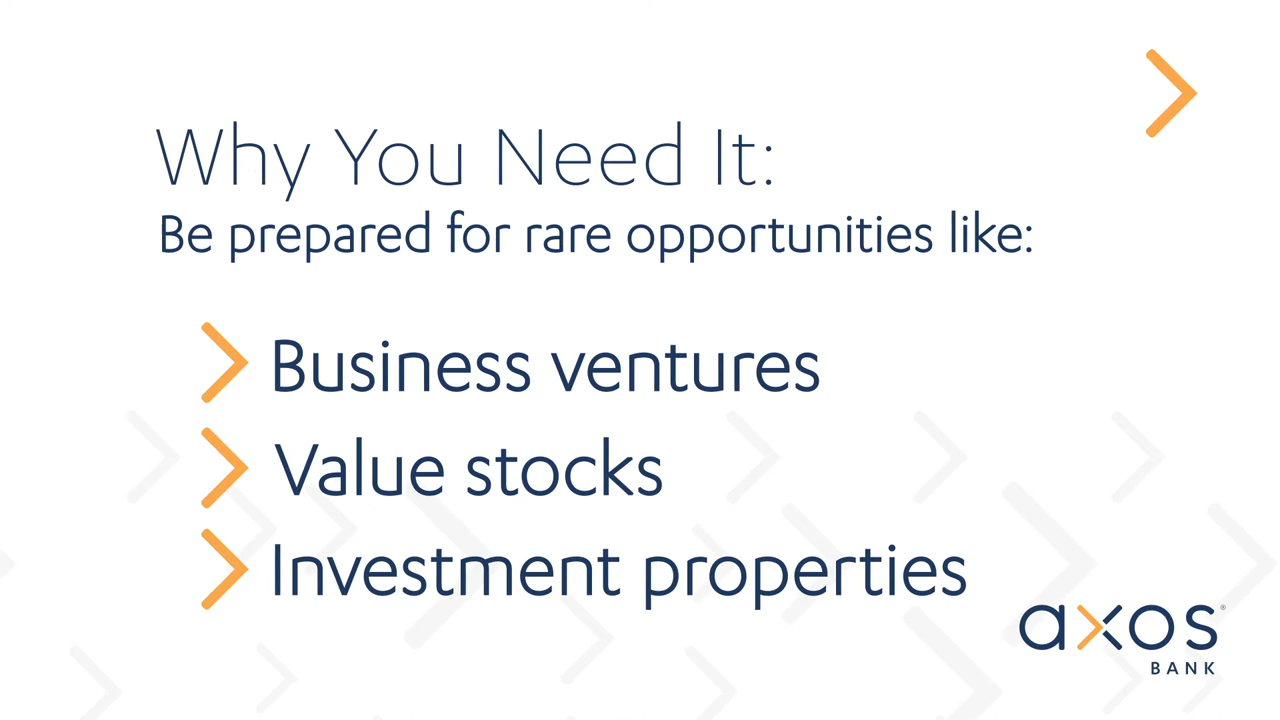 Why You Need It:
Be prepared for rare opportunities like:
Business ventures
Value stocks
Investment properties
axos®
BANK